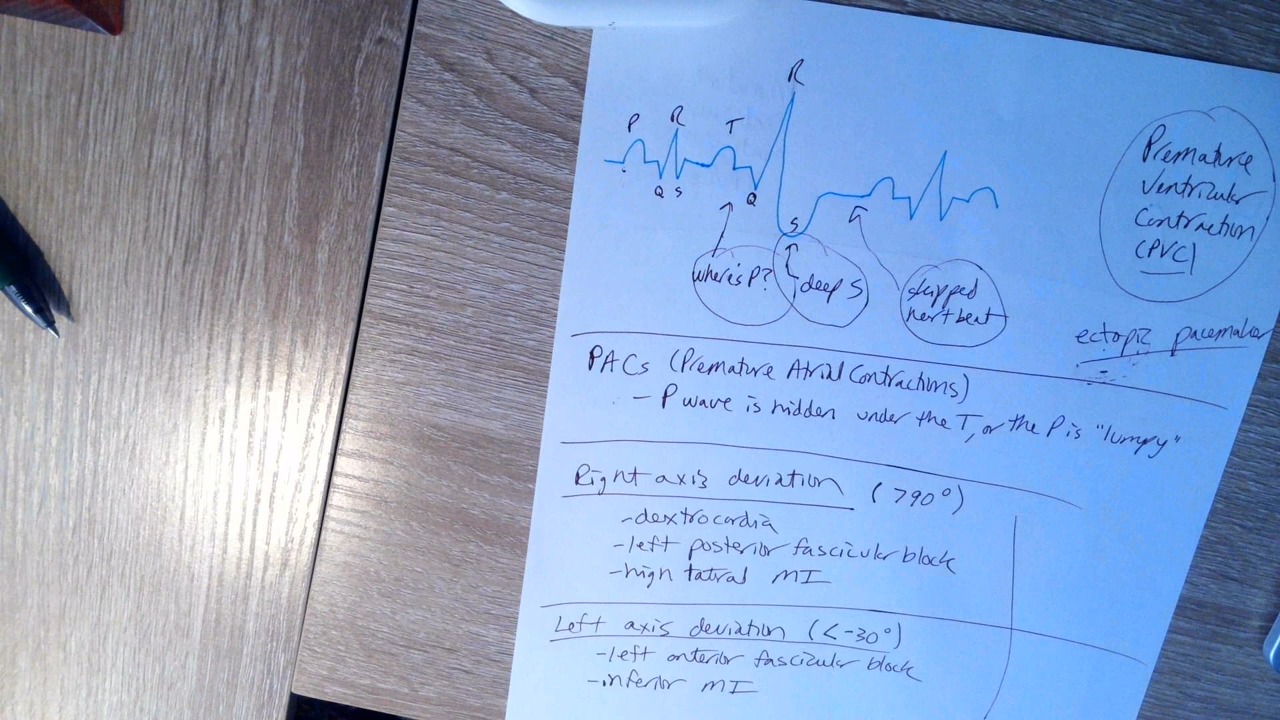 R
P R T
Q S Q
S
where's P?
deep S
skipped
next beat
Premature
Ventricular
Contraction
(PVC)
ectopic pacemaker
PACs (Premature Atrial Contractions)
- P wave is hidden under the T, or the P is "lumpy"
Right axis deviation (>90°)
-dextrocardia
-left posterior fascicular block
-high lateral MI
Left axis deviation (<-30°)
-left anterior fascicular block
-inferior MI